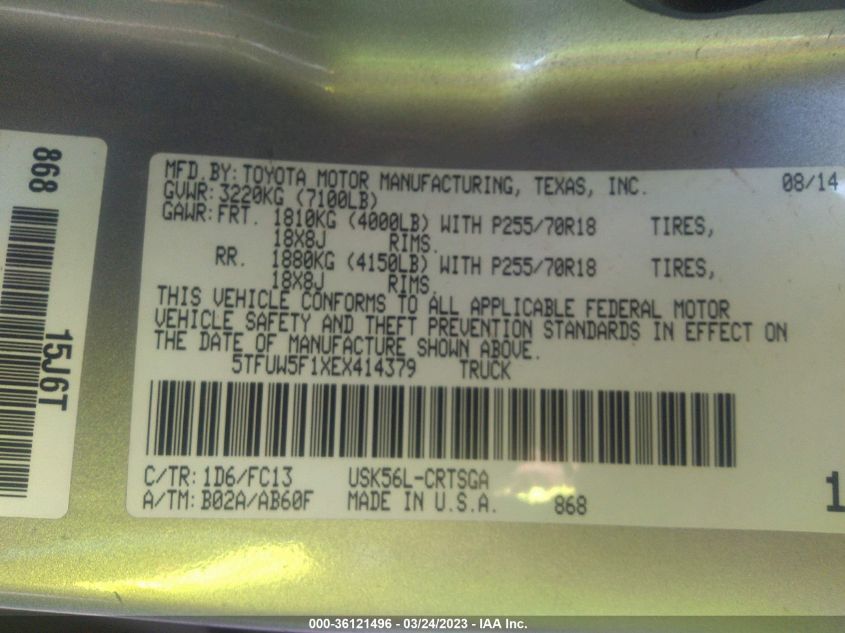 868
15J6T
MFD.BY:TOYOTA MOTOR MANUFACTURING, TEXAS, INC. 08/14
GVWR:3220KG (7100LB)
GAWR:FRT. 1810KG (4000LB) WITH P255/70R18 TIRES,
18X8J RIMS.
RR. 1880KG (4150LB) WITH P255/70R18 TIRES,
18X8J RIMS.
THIS VEHICLE CONFORMS TO ALL APPLICABLE FEDERAL MOTOR
VEHICLE SAFETY AND THEFT PREVENTION STANDARDS IN EFFECT ON
THE DATE OF MANUFACTURE SHOWN ABOVE.
5TFUW5F1XEX414379 TRUCK
C/TR:1D6/FC13 USK56L-CRTSGA
A/TM:B02A/AB60F MADE IN U.S.A. 868
1
000-36121496 - 03/24/2023 - IAA Inc.